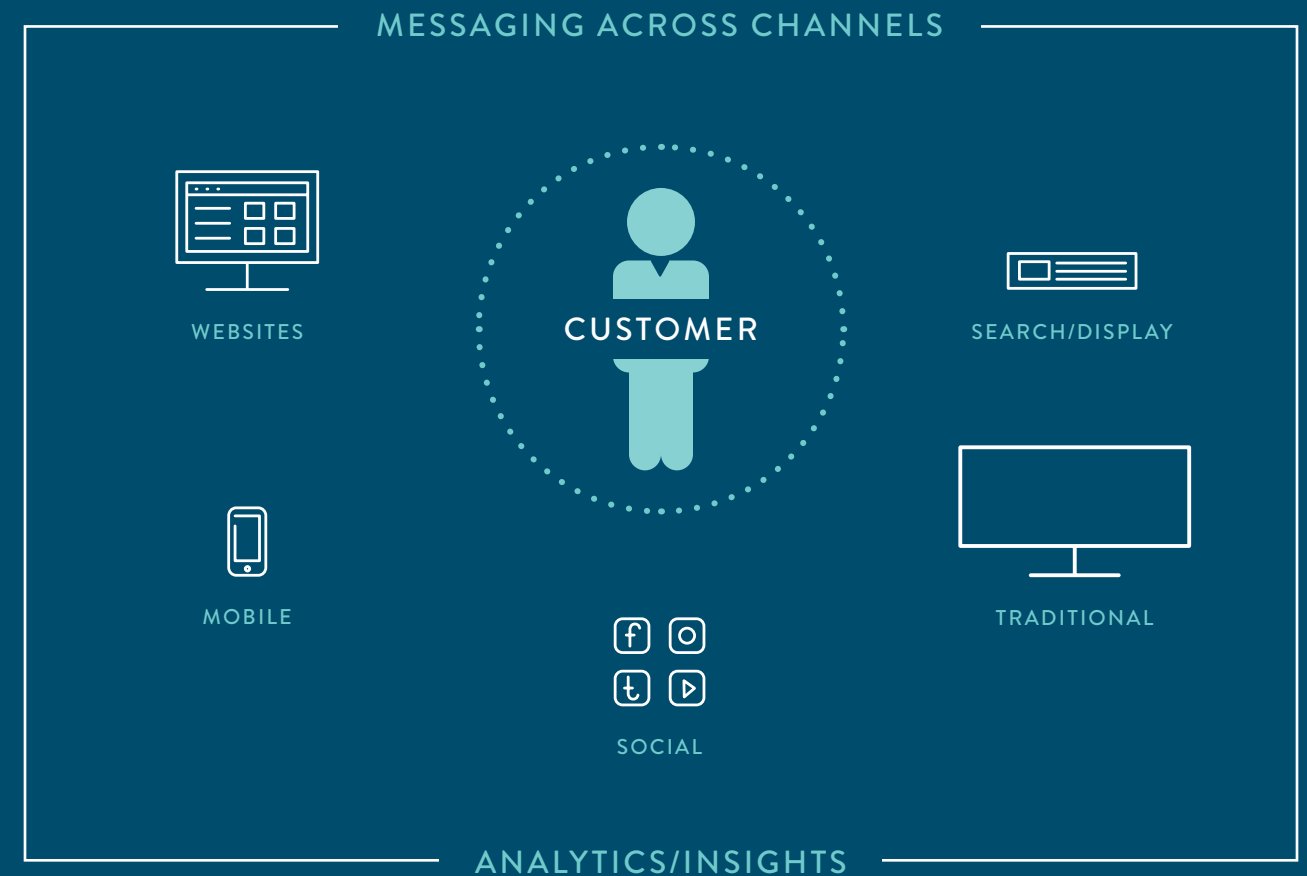 MESSAGING ACROSS CHANNELS
CUSTOMER
WEBSITES
SEARCH/DISPLAY
MOBILE
TRADITIONAL
f
t
SOCIAL
ANALYTICS/INSIGHTS